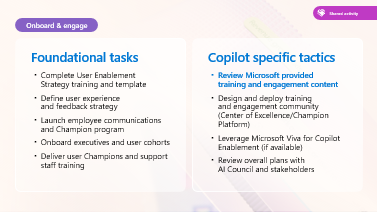 Shared activity
Onboard & engage
Foundational tasks
• Complete User Enablement
Strategy training and template
• Define user experience
and feedback strategy
• Launch employee communications
and Champion program
• Onboard executives and user cohorts
• Deliver user Champions and support
staff training
Copilot specific tactics
• Review Microsoft provided
training and engagement content
• Design and deploy training
and engagement community
(Center of Excellence/Champion
Platform)
• Leverage Microsoft Viva for Copilot
Enablement (if available)
• Review overall plans with
AI Council and stakeholders